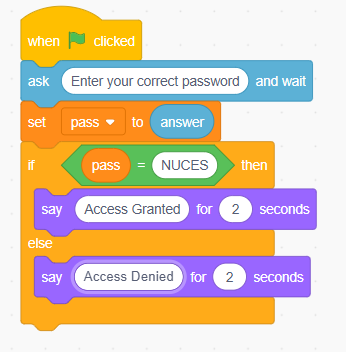 when clicked
ask Enter your correct password and wait
set pass to answer
if pass = NUCES then
say Access Granted for 2 seconds
else
say Access Denied for 2 seconds